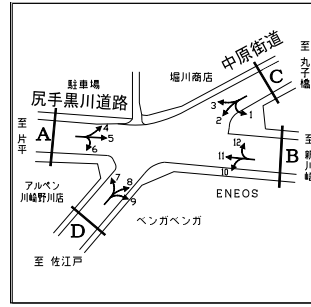 中原街道
至 丸子橋
駐車場
堀川商店
尻手黒川道路
C
3
2
1
4
5
6
至 片平
A
12
11
10
B
至 新川崎
アルペン
川崎野川店
7
8
9
ENEOS
D
ベンガベンガ
至 佐江戸